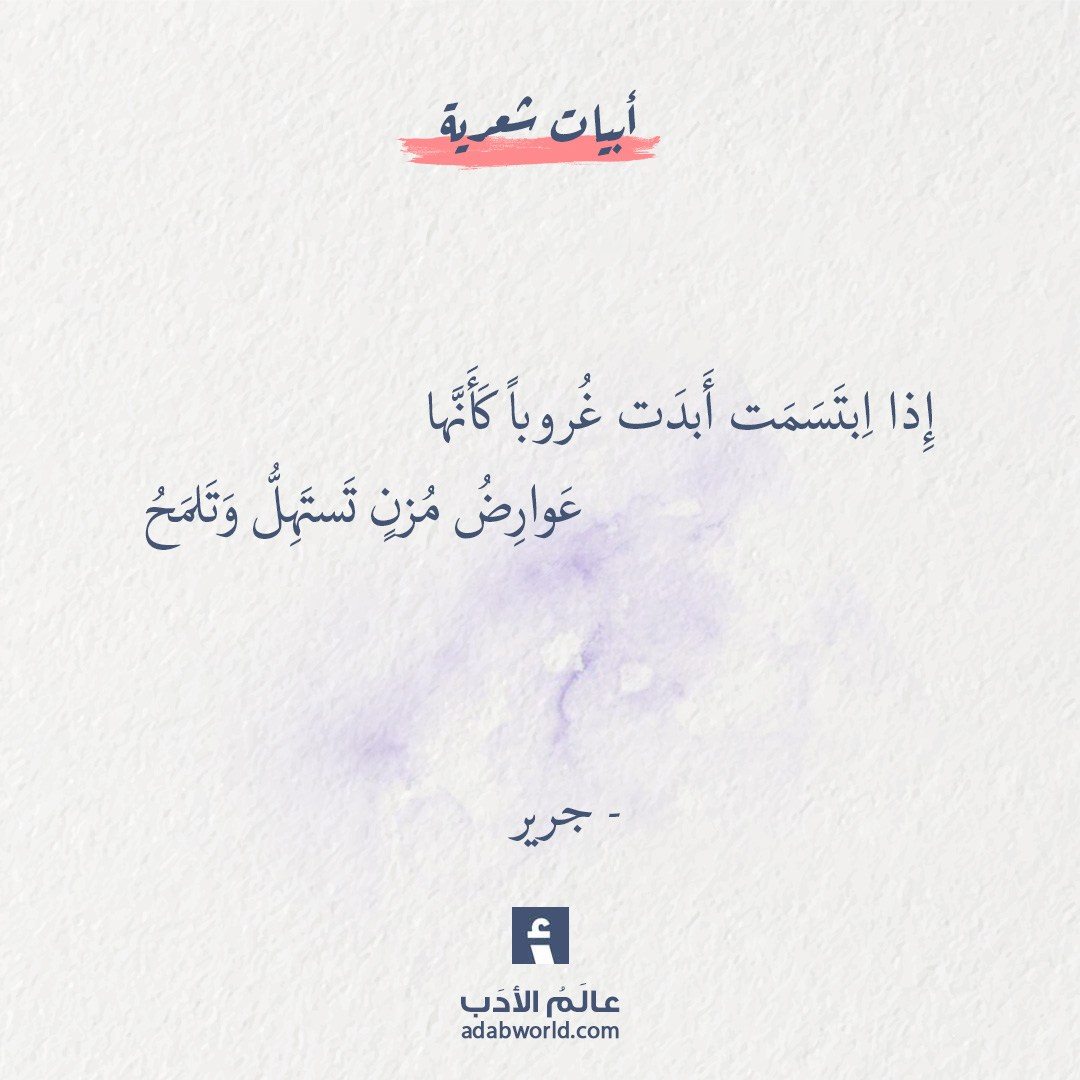 أبيات شعرية
إِذا اِبتَسَمَت أَبدَت غُروباً كَأَنَّها
عَوارِضُ مُزنٍ تَستَهِلُّ وَتَلمَحُ
- جرير
أ
عالَمُ الأدَب
adabworld.com